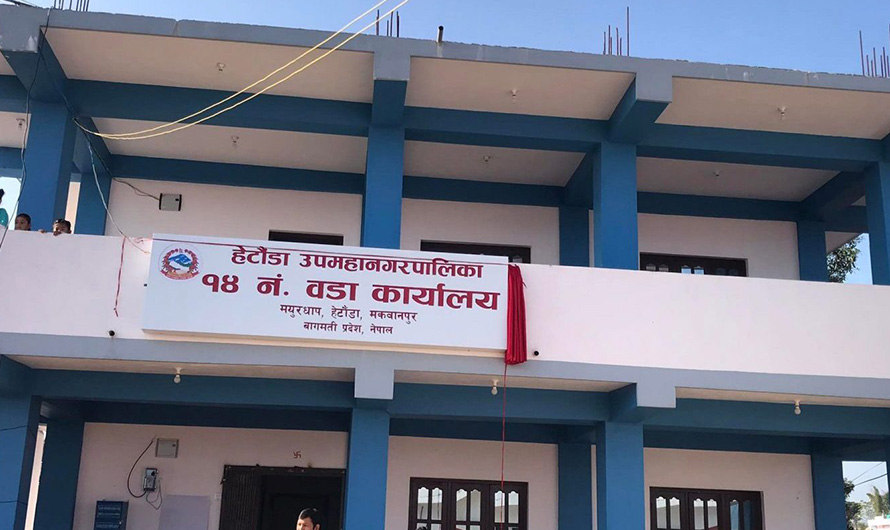 हेटौंडा उपमहानगरपालिका
१४ नं. वडा कार्यालय
मयुरधाप, हेटौंडा, मकवानपुर
बागमती प्रदेश, नेपाल